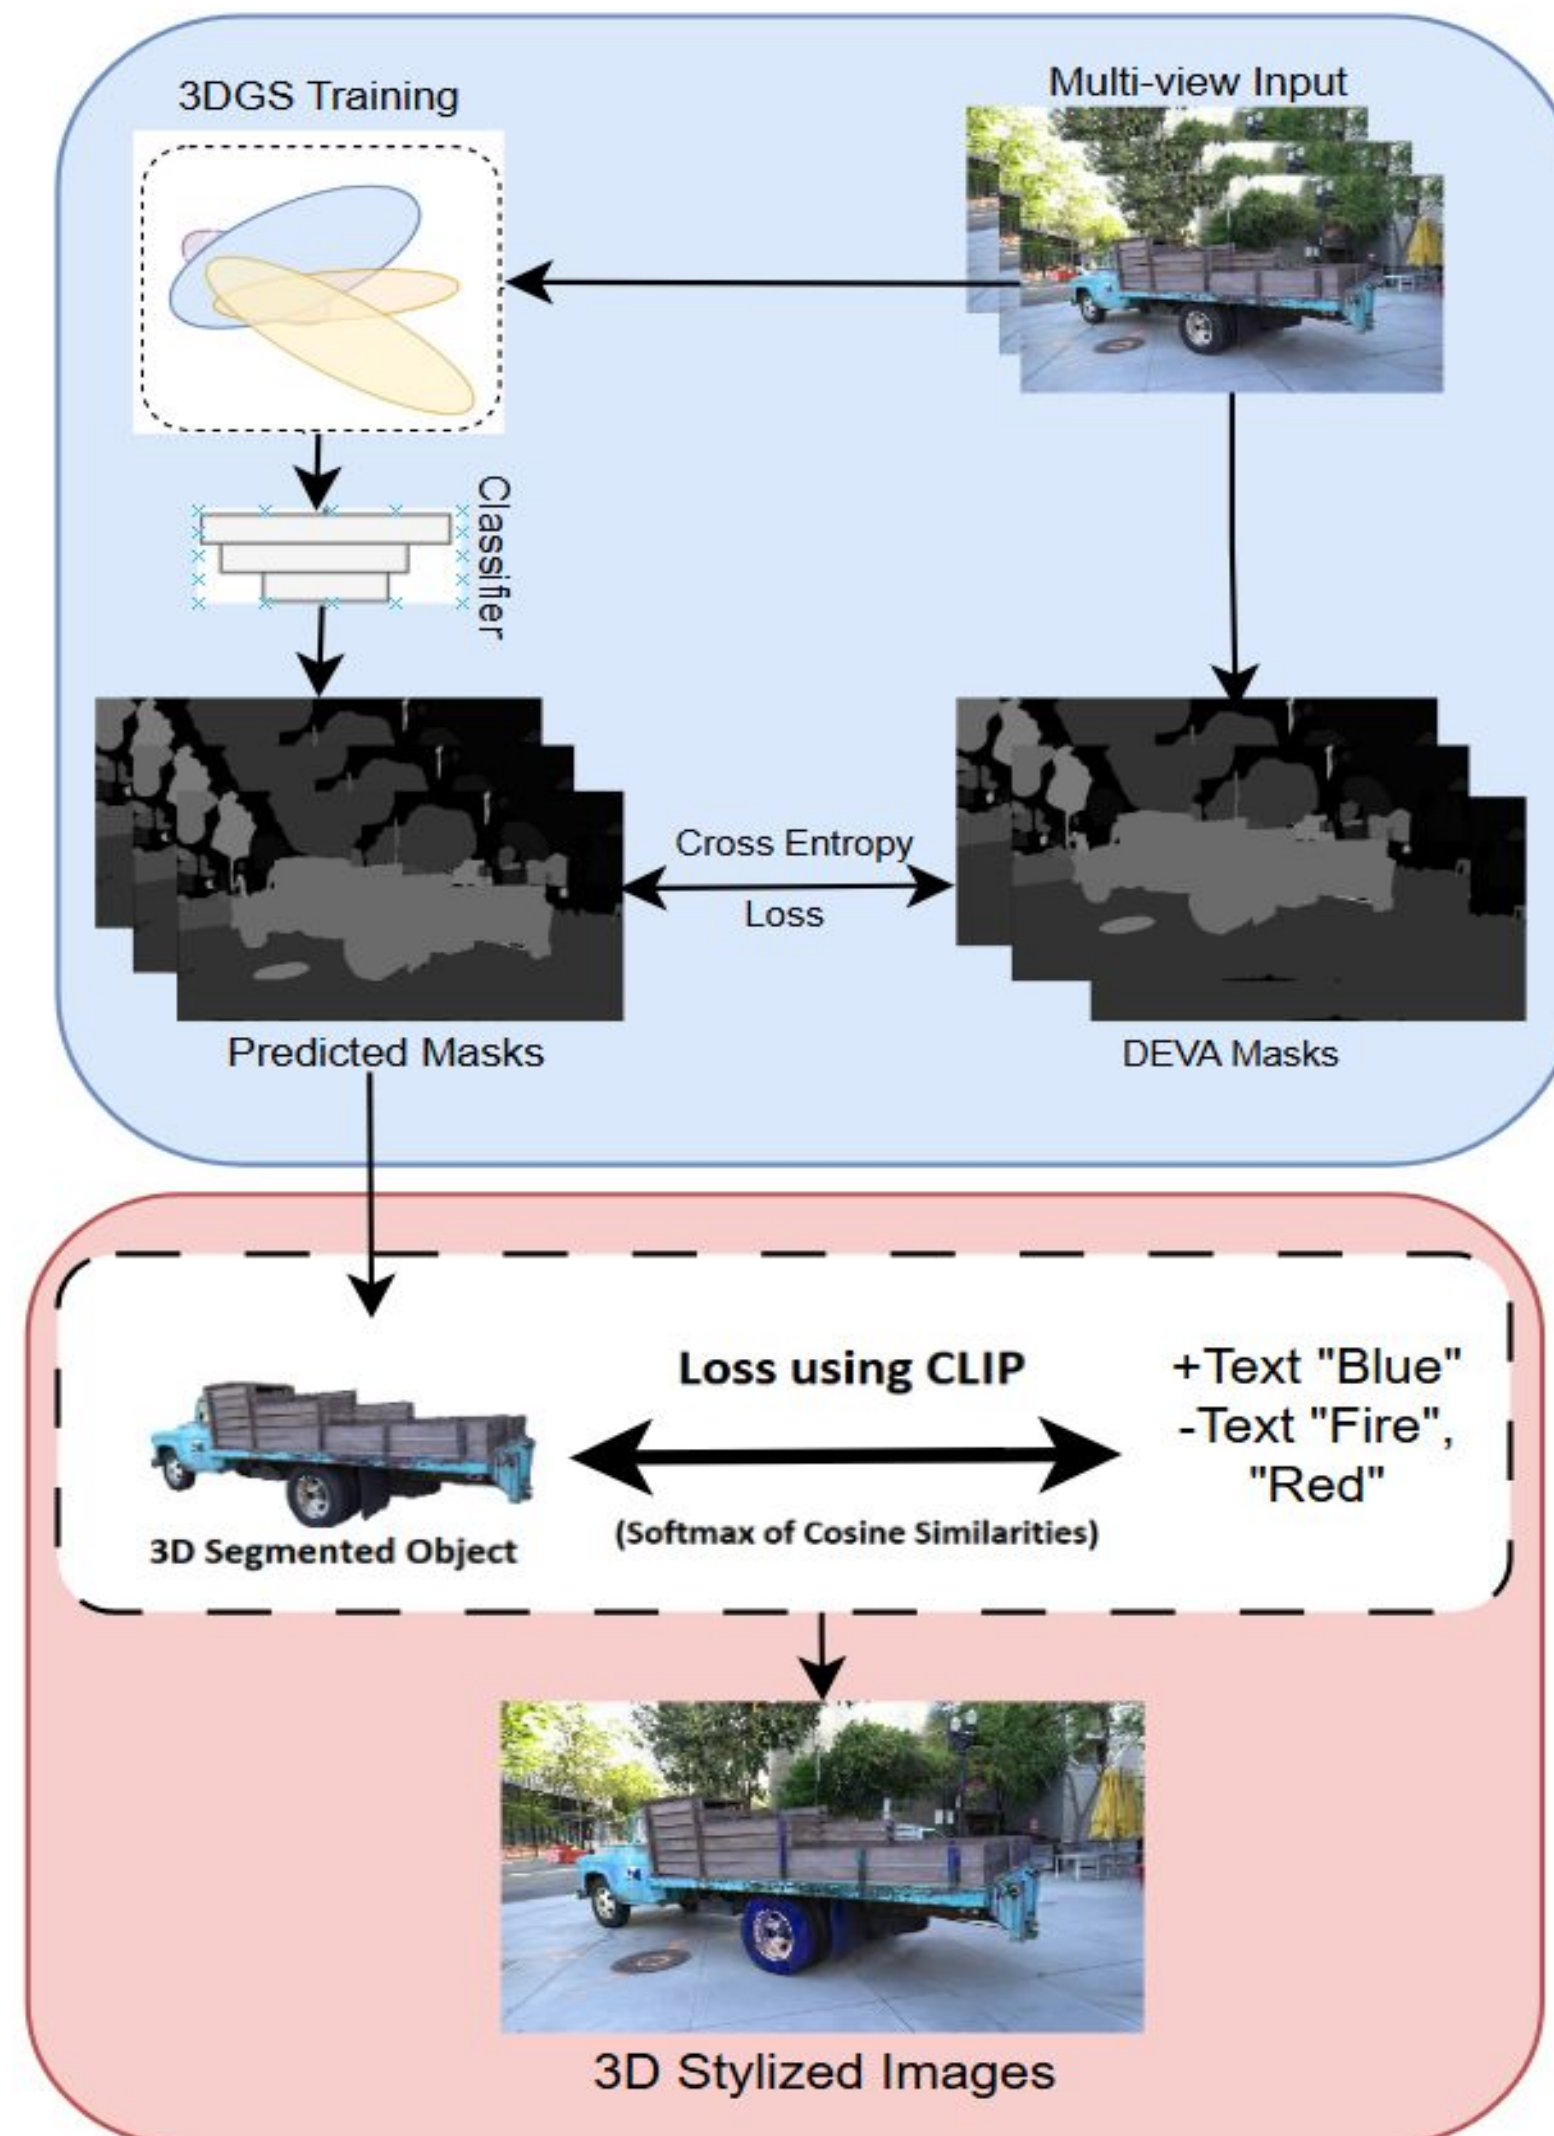 3DGS Training
Multi-view Input
Classifier
Cross Entropy
Loss
Predicted Masks
DEVA Masks
Loss using CLIP
(Softmax of Cosine Similarities)
+Text "Blue"
-Text "Fire",
"Red"
3D Segmented Object
3D Stylized Images